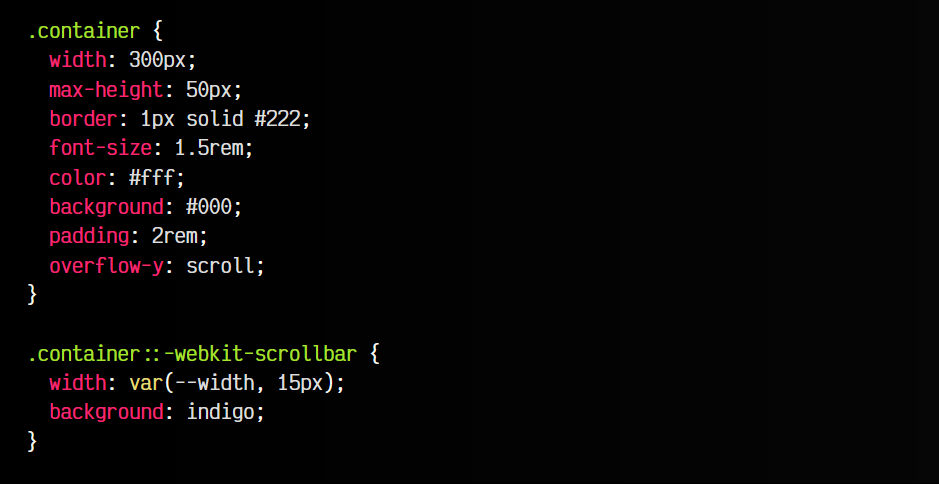 .container {
  width: 300px;
  max-height: 50px;
  border: 1px solid #222;
  font-size: 1.5rem;
  color: #fff;
  background: #000;
  padding: 2rem;
  overflow-y: scroll;
}

.container::-webkit-scrollbar {
  width: var(--width, 15px);
  background: indigo;
}